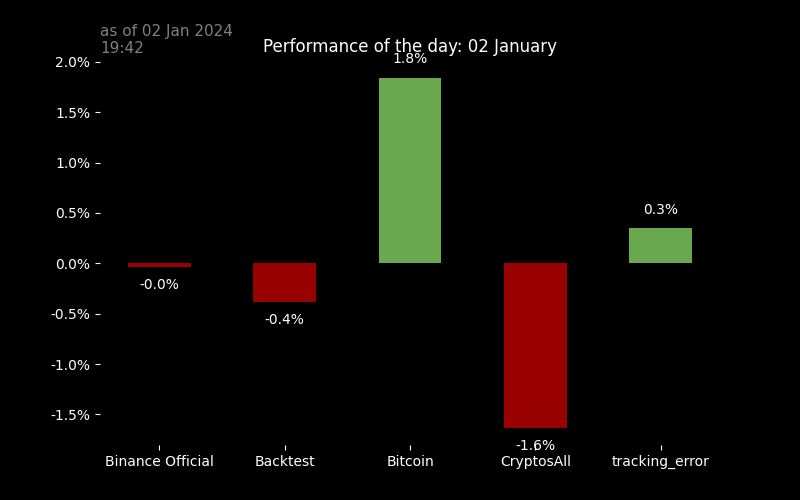 as of 02 Jan 2024
19:42
Performance of the day: 02 January
2.0%
1.5%
1.0%
0.5%
0.0%
-0.5%
-1.0%
-1.5%
-0.0%
-0.4%
1.8%
-1.6%
0.3%
Binance Official
Backtest
Bitcoin
CryptosAll
tracking_error